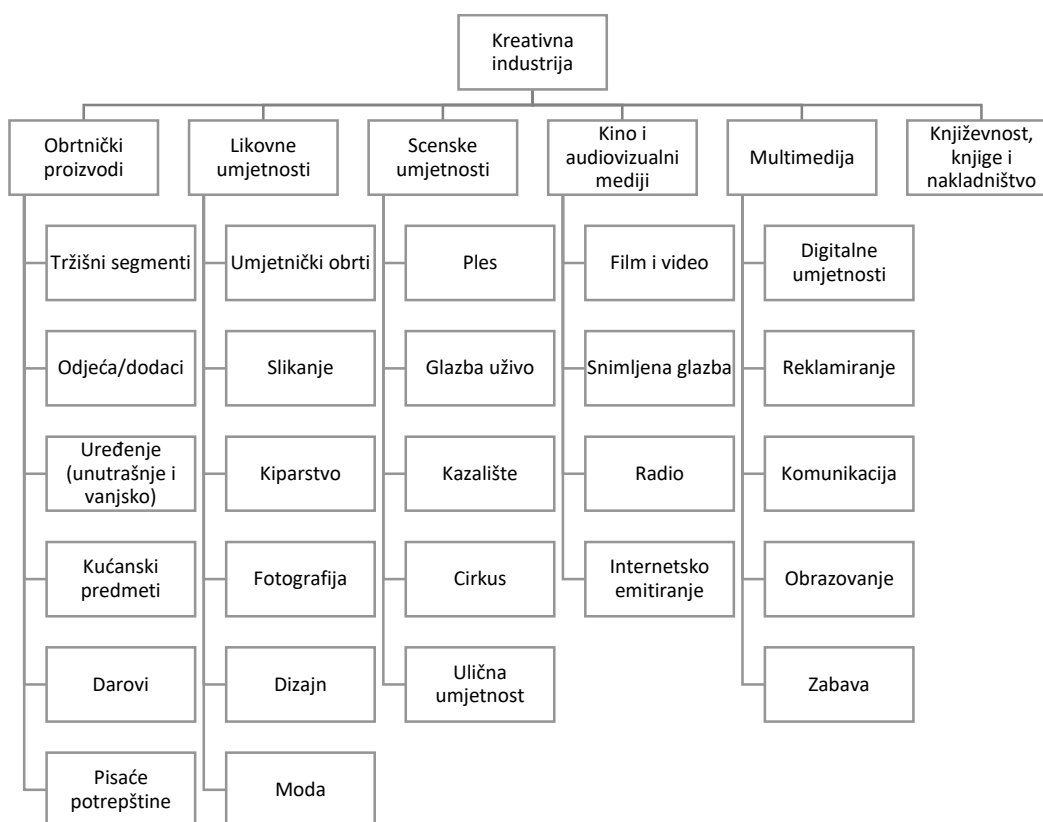 Kreativna
industrija
Obrtnički
proizvodi
Likovne
umjetnosti
Scenske
umjetnosti
Kino i
audiovizualni
mediji
Multimedija
Književnost,
knjige i
nakladništvo
Tržišni segmenti
Odjeća/dodaci
Uređenje
(unutrašnje i
vanjsko)
Kućanski
predmeti
Darovi
Pisaće
potrepštine
Umjetnički obrti
Slikanje
Kiparstvo
Fotografija
Dizajn
Moda
Ples
Glazba uživo
Kazalište
Cirkus
Ulična
umjetnost
Film i video
Snimljena glazba
Radio
Internetsko
emitiranje
Digitalne
umjetnosti
Reklamiranje
Komunikacija
Obrazovanje
Zabava